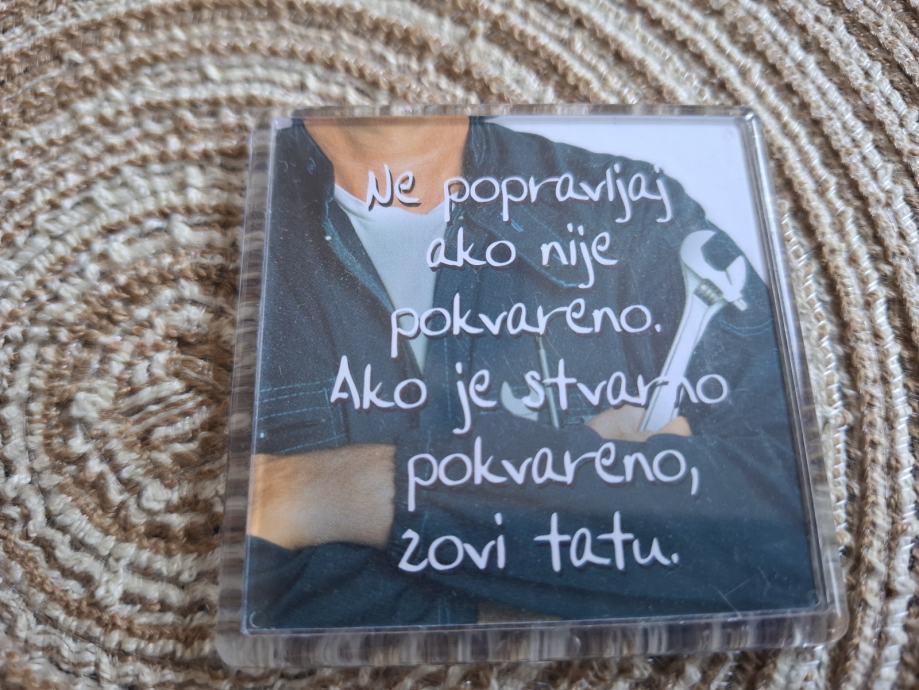 Ne popravljaj
ako nije
pokvareno.
Ako je stvarno
pokvareno,
zovi tatu.